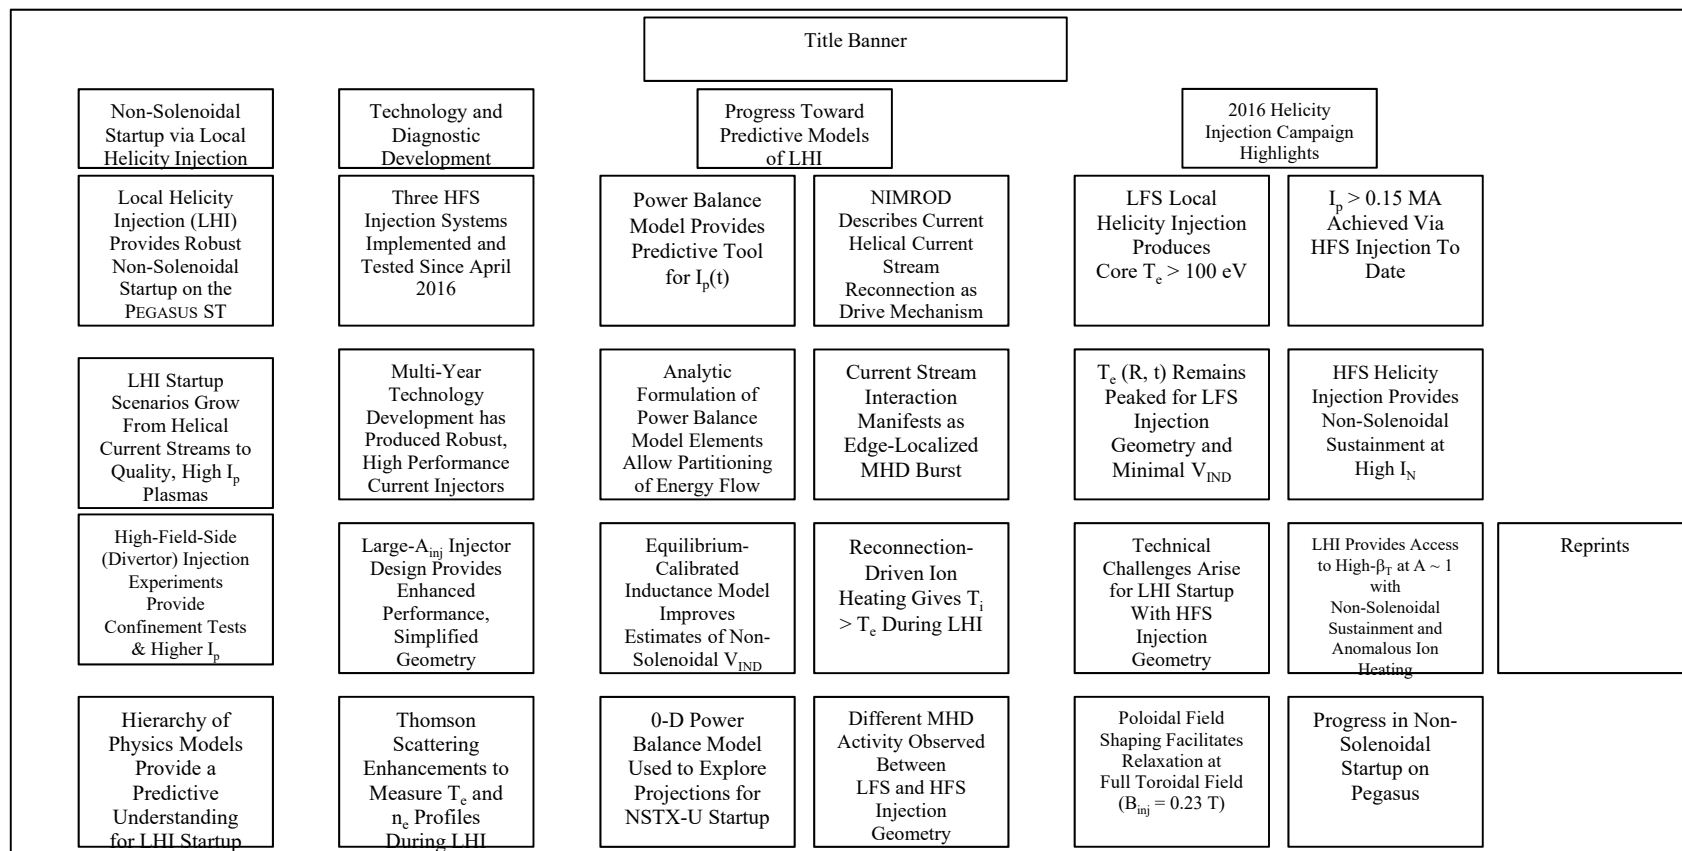 Title Banner
Non-Solenoidal
Startup via Local
Helicity Injection
Technology and
Diagnostic
Development
Progress Toward
Predictive Models
of LHI
2016 Helicity
Injection Campaign
Highlights
Local Helicity
Injection (LHI)
Provides Robust
Non-Solenoidal
Startup on the
PEGASUS ST
Three HFS
Injection Systems
Implemented and
Tested Since April
2016
Power Balance
Model Provides
Predictive Tool
for Ip(t)
NIMROD
Describes Current
Helical Current
Stream
Reconnection as
Drive Mechanism
LFS Local
Helicity Injection
Produces
Core Te > 100 eV
Ip > 0.15 MA
Achieved Via
HFS Injection To
Date
LHI Startup
Scenarios Grow
From Helical
Current Streams to
Quality, High Ip
Plasmas
Multi-Year
Technology
Development has
Produced Robust,
High Performance
Current Injectors
Analytic
Formulation of
Power Balance
Model Elements
Allow Partitioning
of Energy Flow
Current Stream
Interaction
Manifests as
Edge-Localized
MHD Burst
Te (R, t) Remains
Peaked for LFS
Injection
Geometry and
Minimal VIND
HFS Helicity
Injection Provides
Non-Solenoidal
Sustainment at
High IN
High-Field-Side
(Divertor) Injection
Experiments
Provide
Confinement Tests
& Higher Ip
Large-Ainj Injector
Design Provides
Enhanced
Performance,
Simplified
Geometry
Equilibrium-
Calibrated
Inductance Model
Improves
Estimates of Non-
Solenoidal VIND
Reconnection-
Driven Ion
Heating Gives Ti
> Te During LHI
Technical
Challenges Arise
for LHI Startup
With HFS
Injection
Geometry
LHI Provides Access
to High-βT at A ~ 1
with
Non-Solenoidal
Sustainment and
Anomalous Ion
Heating
Reprints
Hierarchy of
Physics Models
Provide a
Predictive
Understanding
for LHI Startup
Thomson
Scattering
Enhancements to
Measure Te and
ne Profiles
During LHI
0-D Power
Balance Model
Used to Explore
Projections for
NSTX-U Startup
Different MHD
Activity Observed
Between
LFS and HFS
Injection
Geometry
Poloidal Field
Shaping Facilitates
Relaxation at
Full Toroidal Field
(Binj = 0.23 T)
Progress in Non-
Solenoidal
Startup on
Pegasus